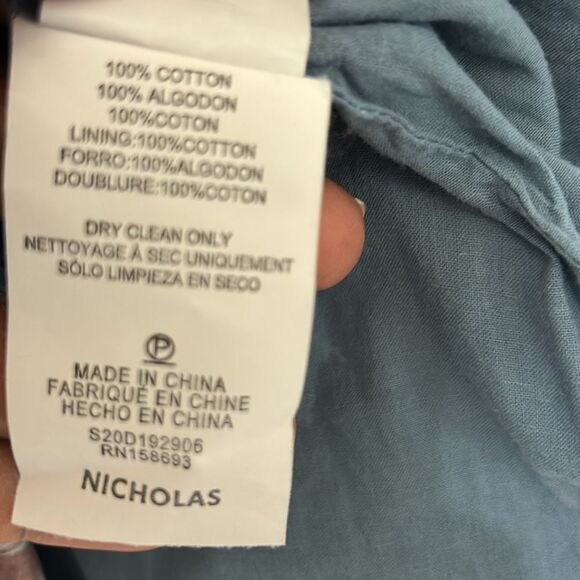 100% COTTON
100% ALGODON
100%COTON
LINING:100%COTTON
FORRO:100%ALGODON
DOUBLURE:100%COTON
DRY CLEAN ONLY
NETTOYAGE À SEC UNIQUEMENT
SÓLO LIMPIEZA EN SECO
P
MADE IN CHINA
FABRIQUÉ EN CHINE
HECHO EN CHINA
S20D192906
RN158693
NICHOLAS